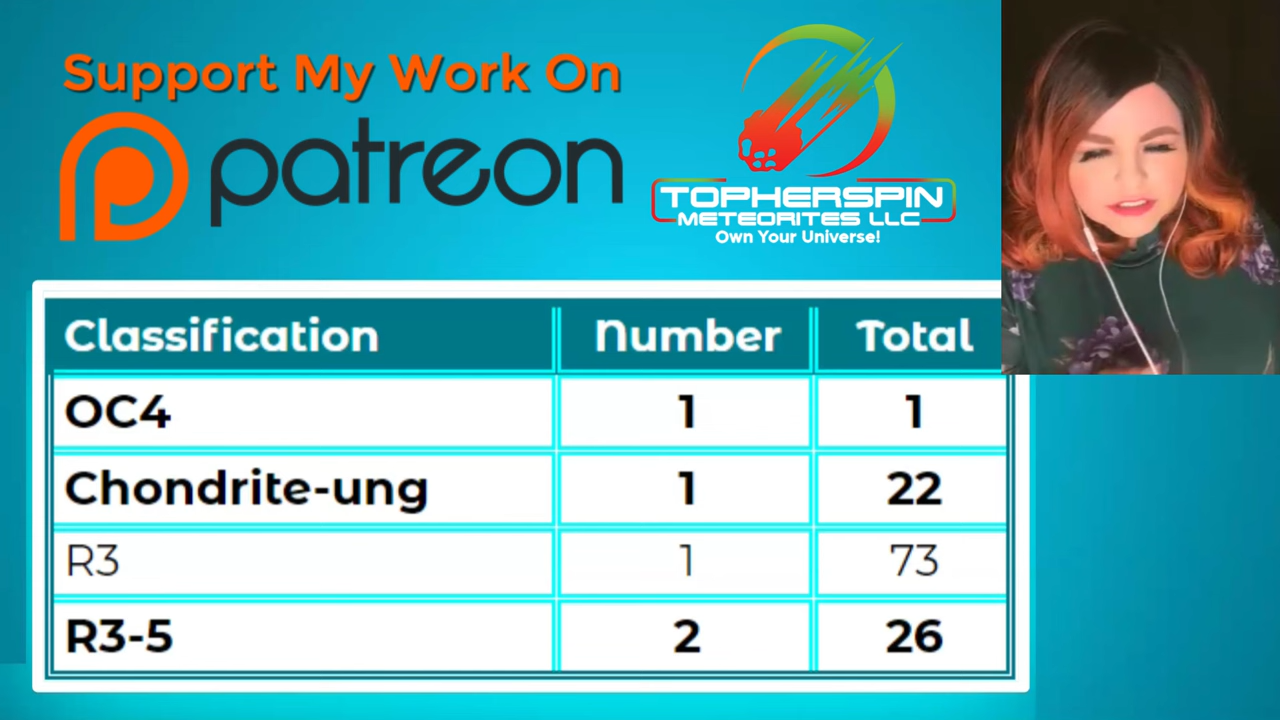 Support My Work On
patreon
TOPHERSPIN
METEORITES LLC
Own Your Universe!
Classification Number Total
OC4 1 1
Chondrite-ung 1 22
R3 1 73
R3-5 2 26